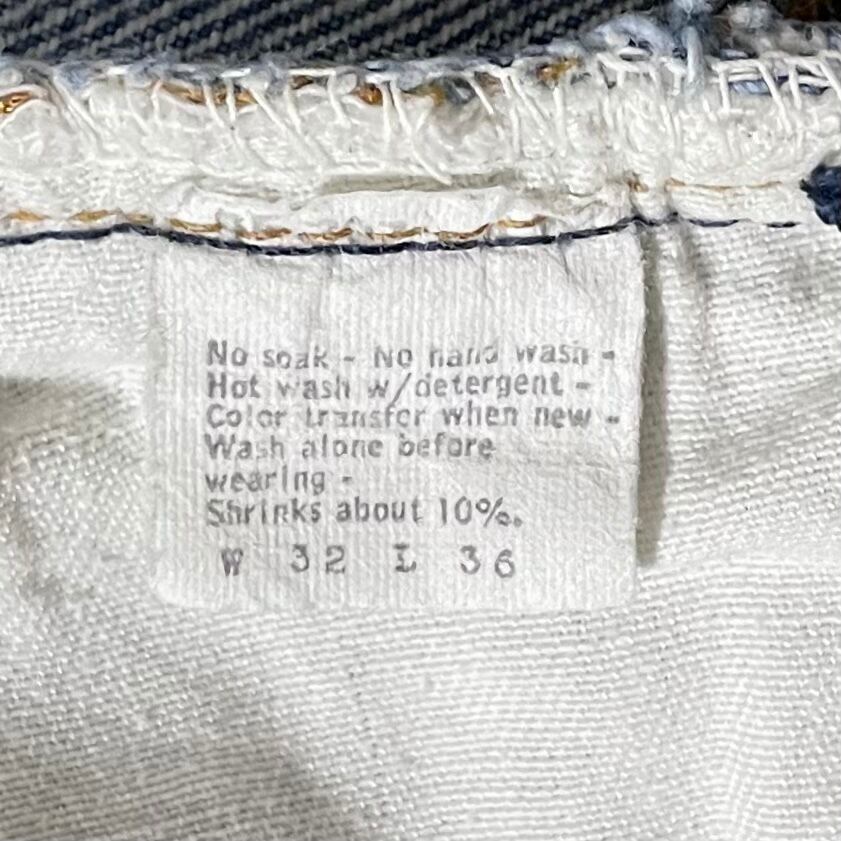 No soak - No hand wash -
Hot wash w/detergent -
Color transfer when new -
Wash alone before
wearing -
Shrinks about 10%.
W 32 L 36